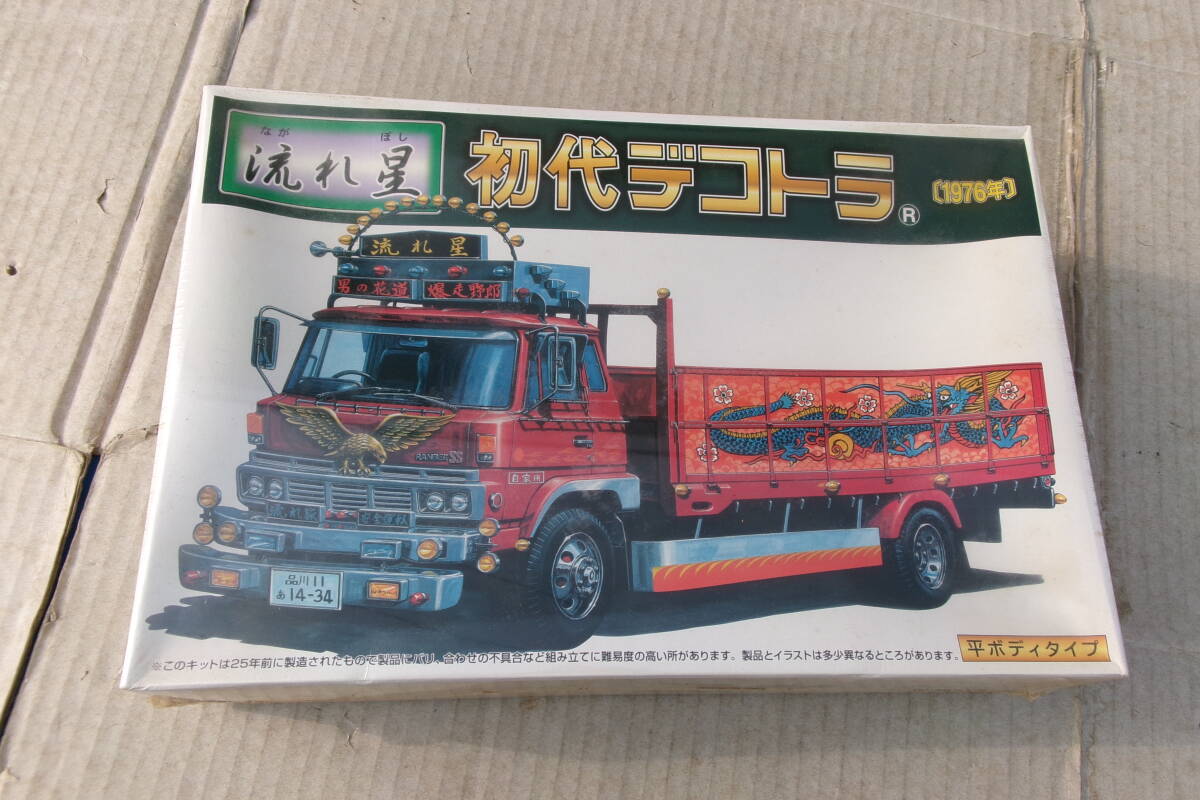 なが ぼし
流れ星
初代デコトラ®
〔1976年〕
流れ星
男の花道 爆走野郎
RANGER SS
自家用
品川 11
あ 14-34
※このキットは25年前に製造されたもので製品にバリ、合わせの不具合など組み立てに難易度の高い所があります。製品とイラストは多少異なるところがあります。
平ボディタイプ